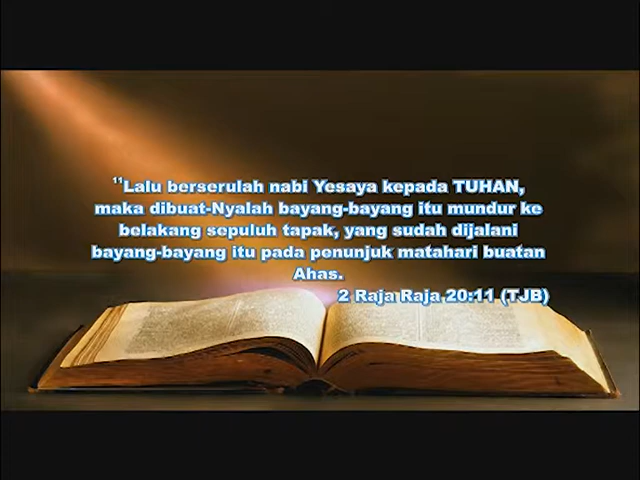 ¹¹Lalu berserulah nabi Yesaya kepada TUHAN,
maka dibuat-Nyalah bayang-bayang itu mundur ke
belakang sepuluh tapak, yang sudah dijalani
bayang-bayang itu pada penunjuk matahari buatan
Ahas.
2 Raja Raja 20:11 (TJB)